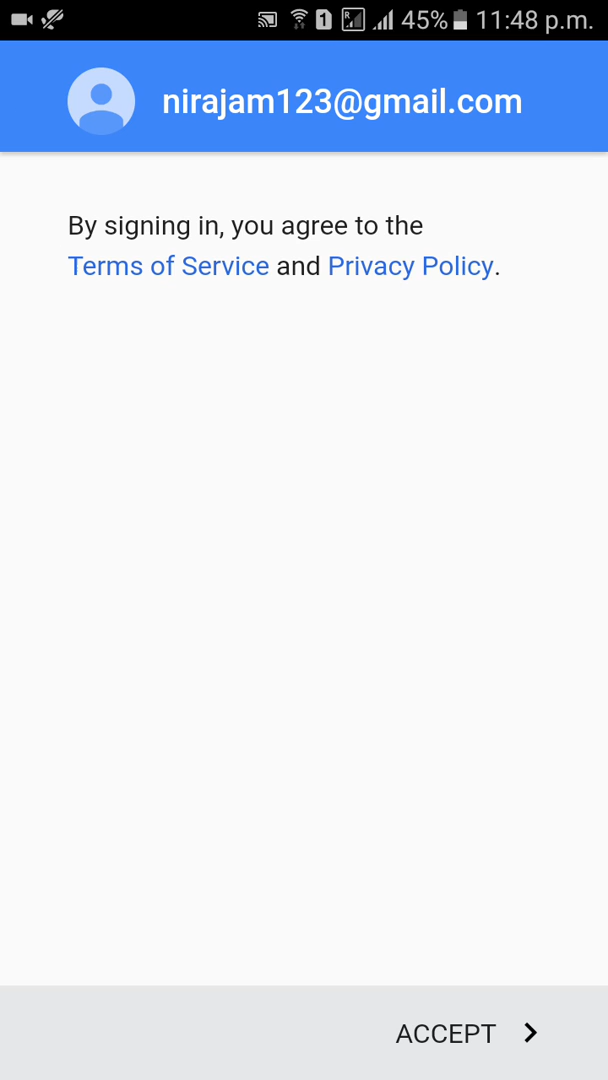 1 R 45% 11:48 p.m.
nirajam123@gmail.com
By signing in, you agree to the
Terms of Service and Privacy Policy.
ACCEPT